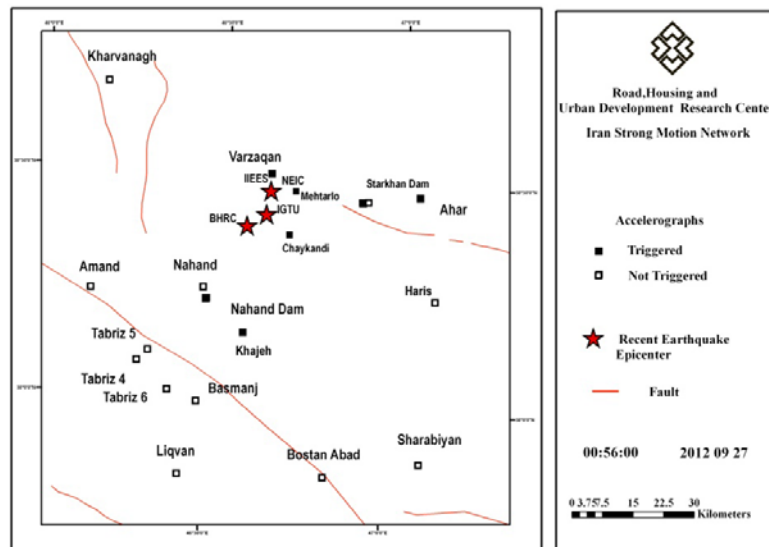 Kharvanagh
Varzaqan
IIEES
NEIC
Mehtarlo
Starkhan Dam
IGTU
BHRC
Ahar
Chaykandi
Amand
Nahand
Haris
Nahand Dam
Tabriz 5
Khajeh
Tabriz 4
Tabriz 6
Basmanj
Liqvan
Bostan Abad
Sharabiyan
Road,Housing and
Urban Development Research Cente
Iran Strong Motion Network
Accelerographs
Triggered
Not Triggered
Recent Earthquake
Epicenter
Fault
00:56:00 2012 09 27
0 3.757.5 15 22.5 30
Kilometers